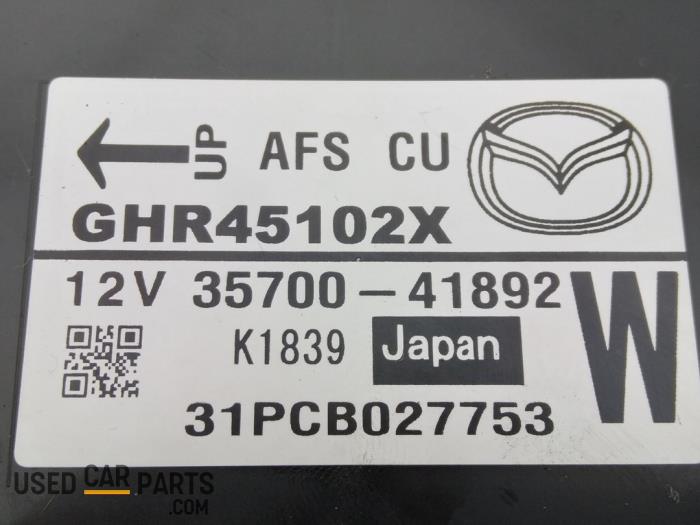 UP AFS CU
GHR45102X
12V 35700-41892 W
K1839 Japan
31PCB027753
USED CAR PARTS
.COM